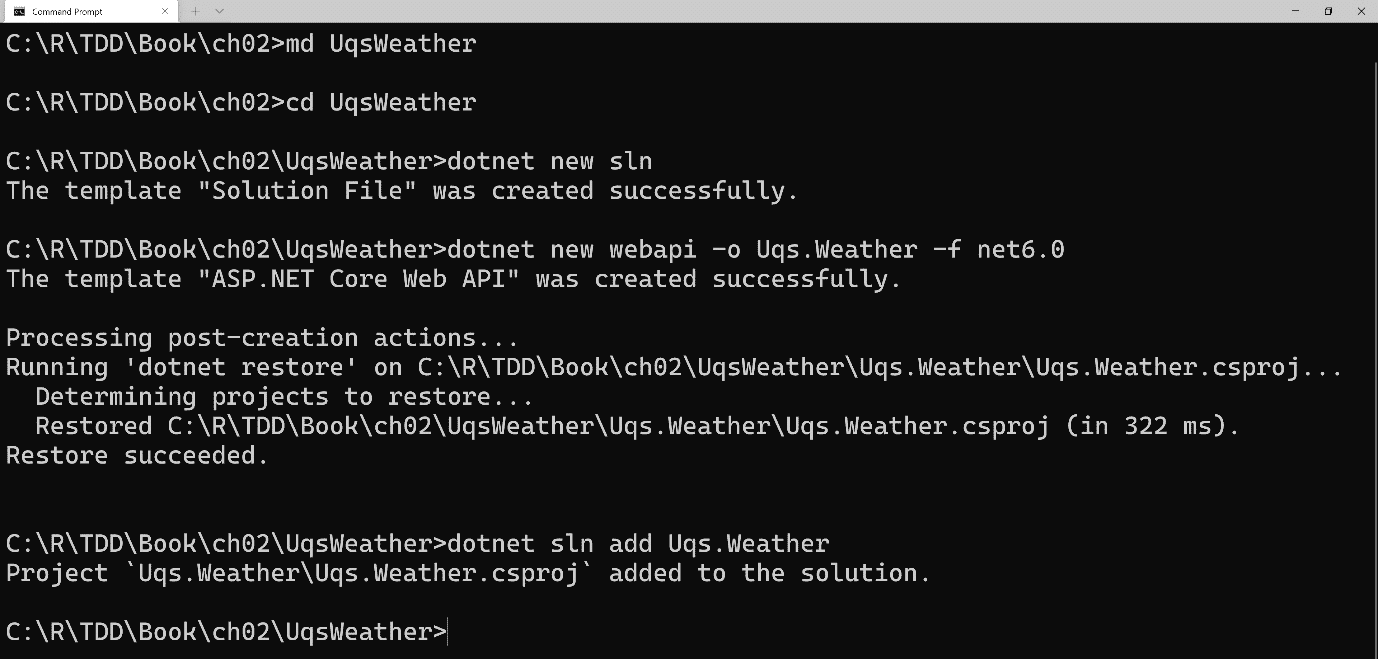 Command Prompt
C:\R\TDD\Book\ch02>md UqsWeather
C:\R\TDD\Book\ch02>cd UqsWeather
C:\R\TDD\Book\ch02\UqsWeather>dotnet new sln
The template "Solution File" was created successfully.
C:\R\TDD\Book\ch02\UqsWeather>dotnet new webapi -o Uqs.Weather -f net6.0
The template "ASP.NET Core Web API" was created successfully.
Processing post-creation actions...
Running 'dotnet restore' on C:\R\TDD\Book\ch02\UqsWeather\Uqs.Weather\Uqs.Weather.csproj...
  Determining projects to restore...
  Restored C:\R\TDD\Book\ch02\UqsWeather\Uqs.Weather\Uqs.Weather.csproj (in 322 ms).
Restore succeeded.
C:\R\TDD\Book\ch02\UqsWeather>dotnet sln add Uqs.Weather
Project `Uqs.Weather\Uqs.Weather.csproj` added to the solution.
C:\R\TDD\Book\ch02\UqsWeather>